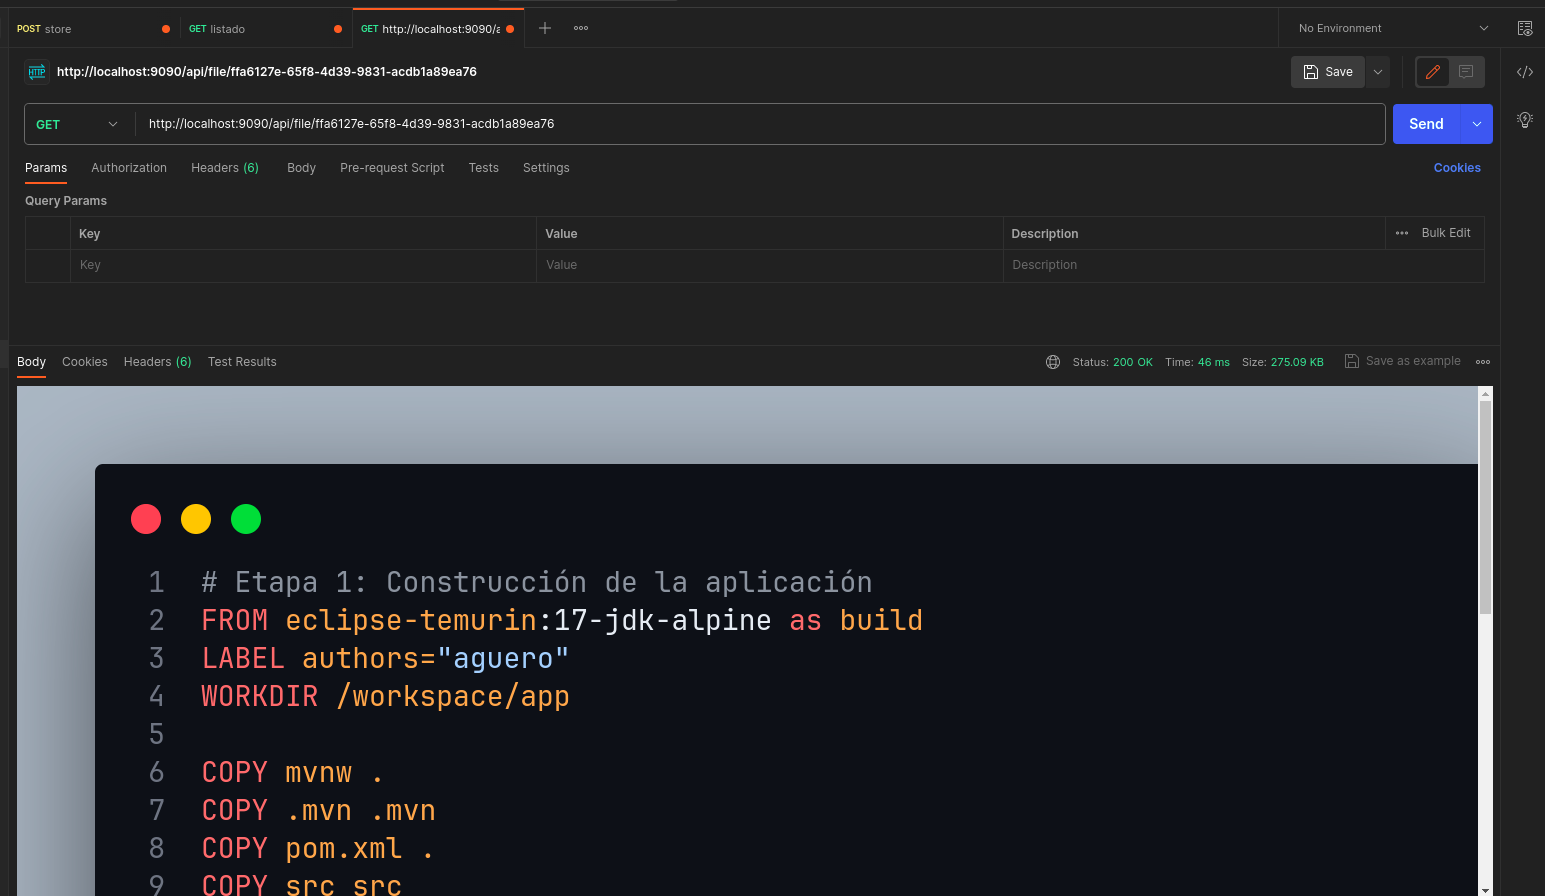 POST store
GET listado
GET http://localhost:9090/a
No Environment
HTTP http://localhost:9090/api/file/ffa6127e-65f8-4d39-9831-acdb1a89ea76
Save
GET http://localhost:9090/api/file/ffa6127e-65f8-4d39-9831-acdb1a89ea76
Send
Params Authorization Headers (6) Body Pre-request Script Tests Settings Cookies
Query Params
Key Value Description Bulk Edit
Key Value Description
Body Cookies Headers (6) Test Results Status: 200 OK Time: 46 ms Size: 275.09 KB Save as example
1 # Etapa 1: Construcción de la aplicación
2 FROM eclipse-temurin:17-jdk-alpine as build
3 LABEL authors="aguero"
4 WORKDIR /workspace/app
5
6 COPY mvnw .
7 COPY .mvn .mvn
8 COPY pom.xml .
9 COPY src src